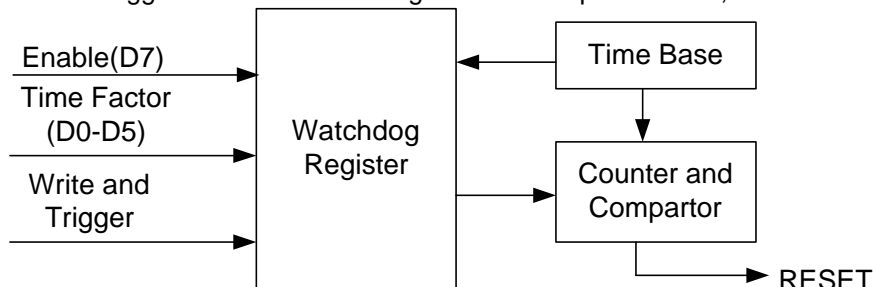 Enable(D7)
Time Factor
(D0-D5)
Write and
Trigger
Watchdog
Register
Time Base
Counter and
Compartor
RESET